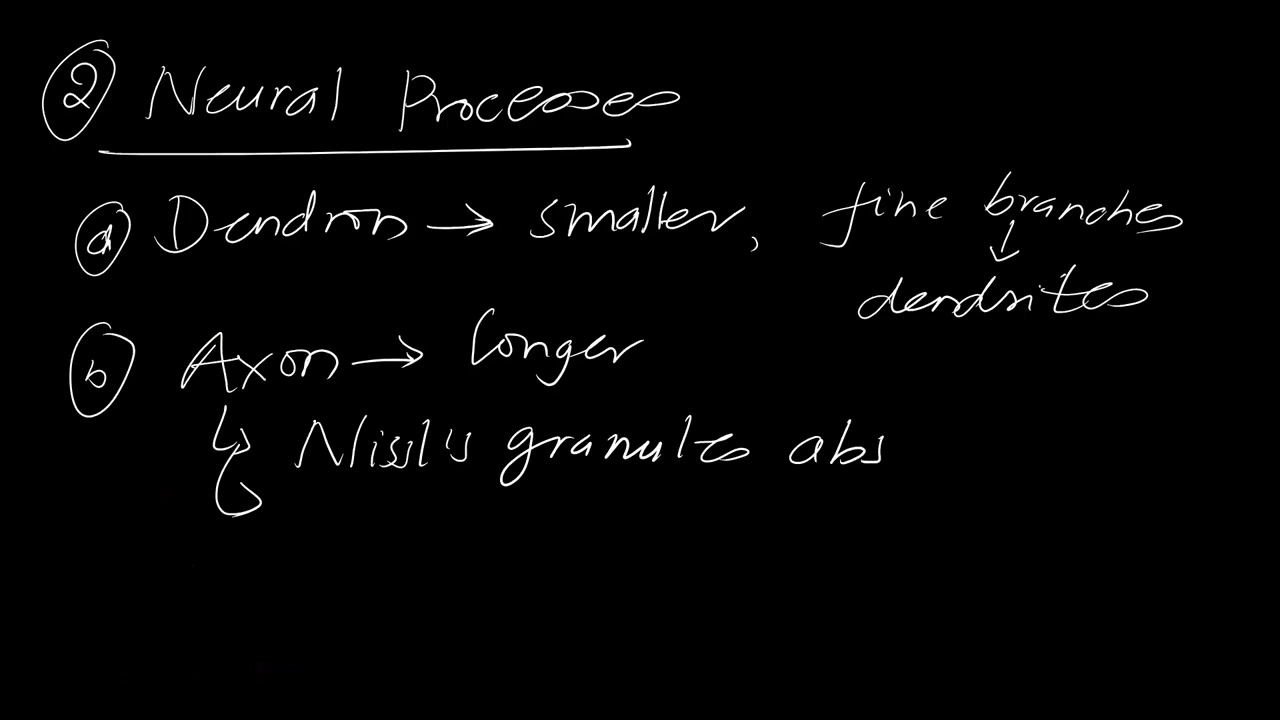 ② Neural Processes
ⓐ Dendron → smaller, fine branches
↓
dendrites
ⓑ Axon → longer
↳ Nissl's granules abs